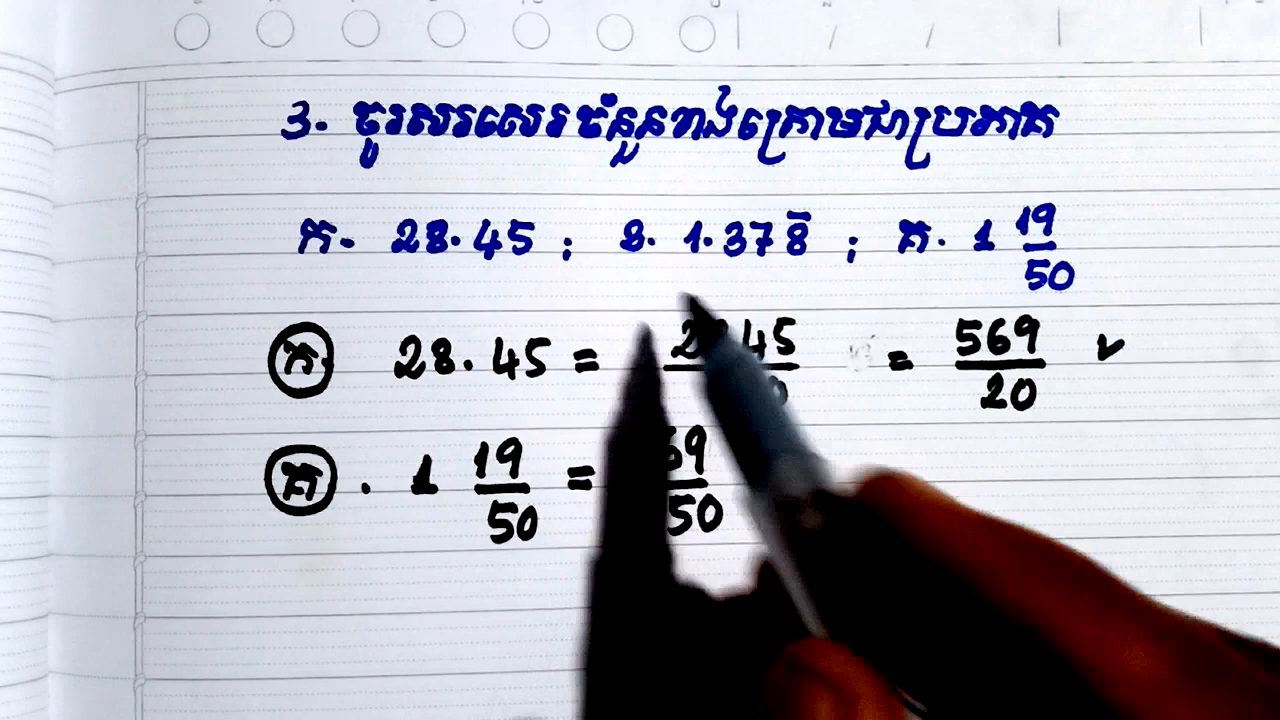 3. ចូរសរសេរចំនួនខាងក្រោមជាប្រភាគ
ក. 28.45 ; ខ. 1.378̄ ; គ. 1 19/50
ក. 28.45 = = 569/20
គ. 1 19/50 = 69/50